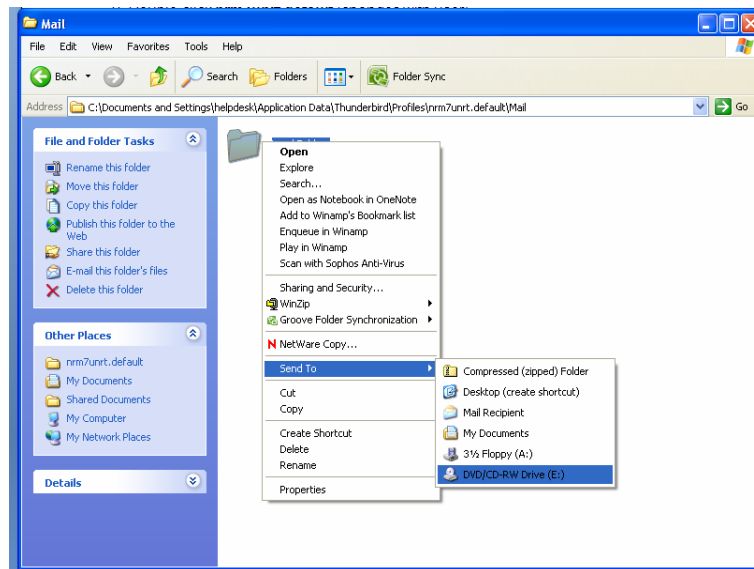 Mail
File Edit View Favorites Tools Help
Back Search Folders Folder Sync
Address C:\Documents and Settings\helpdesk\Application Data\Thunderbird\Profiles\nrm7unrt.default\Mail Go
File and Folder Tasks
Rename this folder
Move this folder
Copy this folder
Publish this folder to the
Web
Share this folder
E-mail this folder's files
Delete this folder
Other Places
nrm7unrt.default
My Documents
Shared Documents
My Computer
My Network Places
Details
Open
Explore
Search...
Open as Notebook in OneNote
Add to Winamp's Bookmark list
Enqueue in Winamp
Play in Winamp
Scan with Sophos Anti-Virus
Sharing and Security...
WinZip
Groove Folder Synchronization
N NetWare Copy...
Send To
Cut
Copy
Create Shortcut
Delete
Rename
Properties
Compressed (zipped) Folder
Desktop (create shortcut)
Mail Recipient
My Documents
3½ Floppy (A:)
DVD/CD-RW Drive (E:)